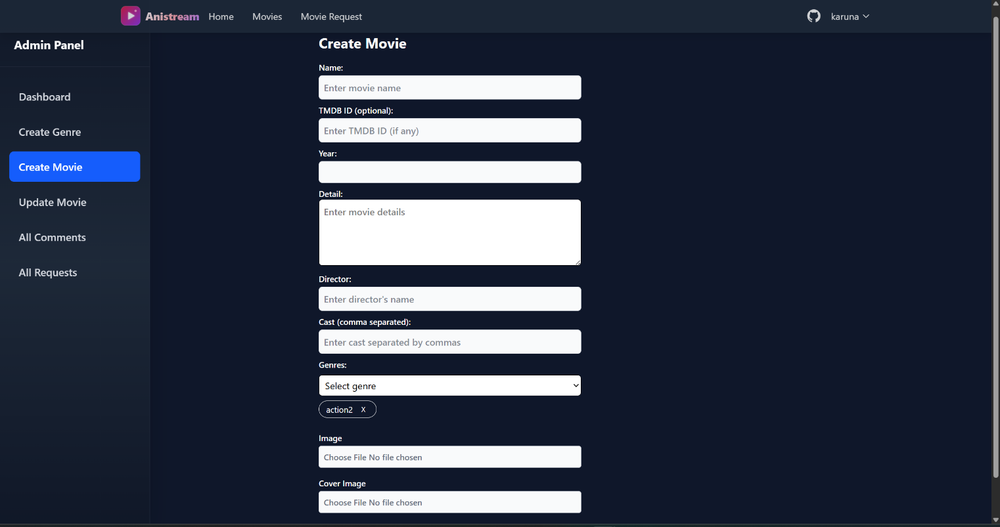 Anistream Home Movies Movie Request karuna
Admin Panel
Dashboard
Create Genre
Create Movie
Update Movie
All Comments
All Requests
Create Movie
Name:
Enter movie name
TMDB ID (optional):
Enter TMDB ID (if any)
Year:
Detail:
Enter movie details
Director:
Enter director's name
Cast (comma separated):
Enter cast separated by commas
Genres:
Select genre
action2 X
Image
Choose File No file chosen
Cover Image
Choose File No file chosen